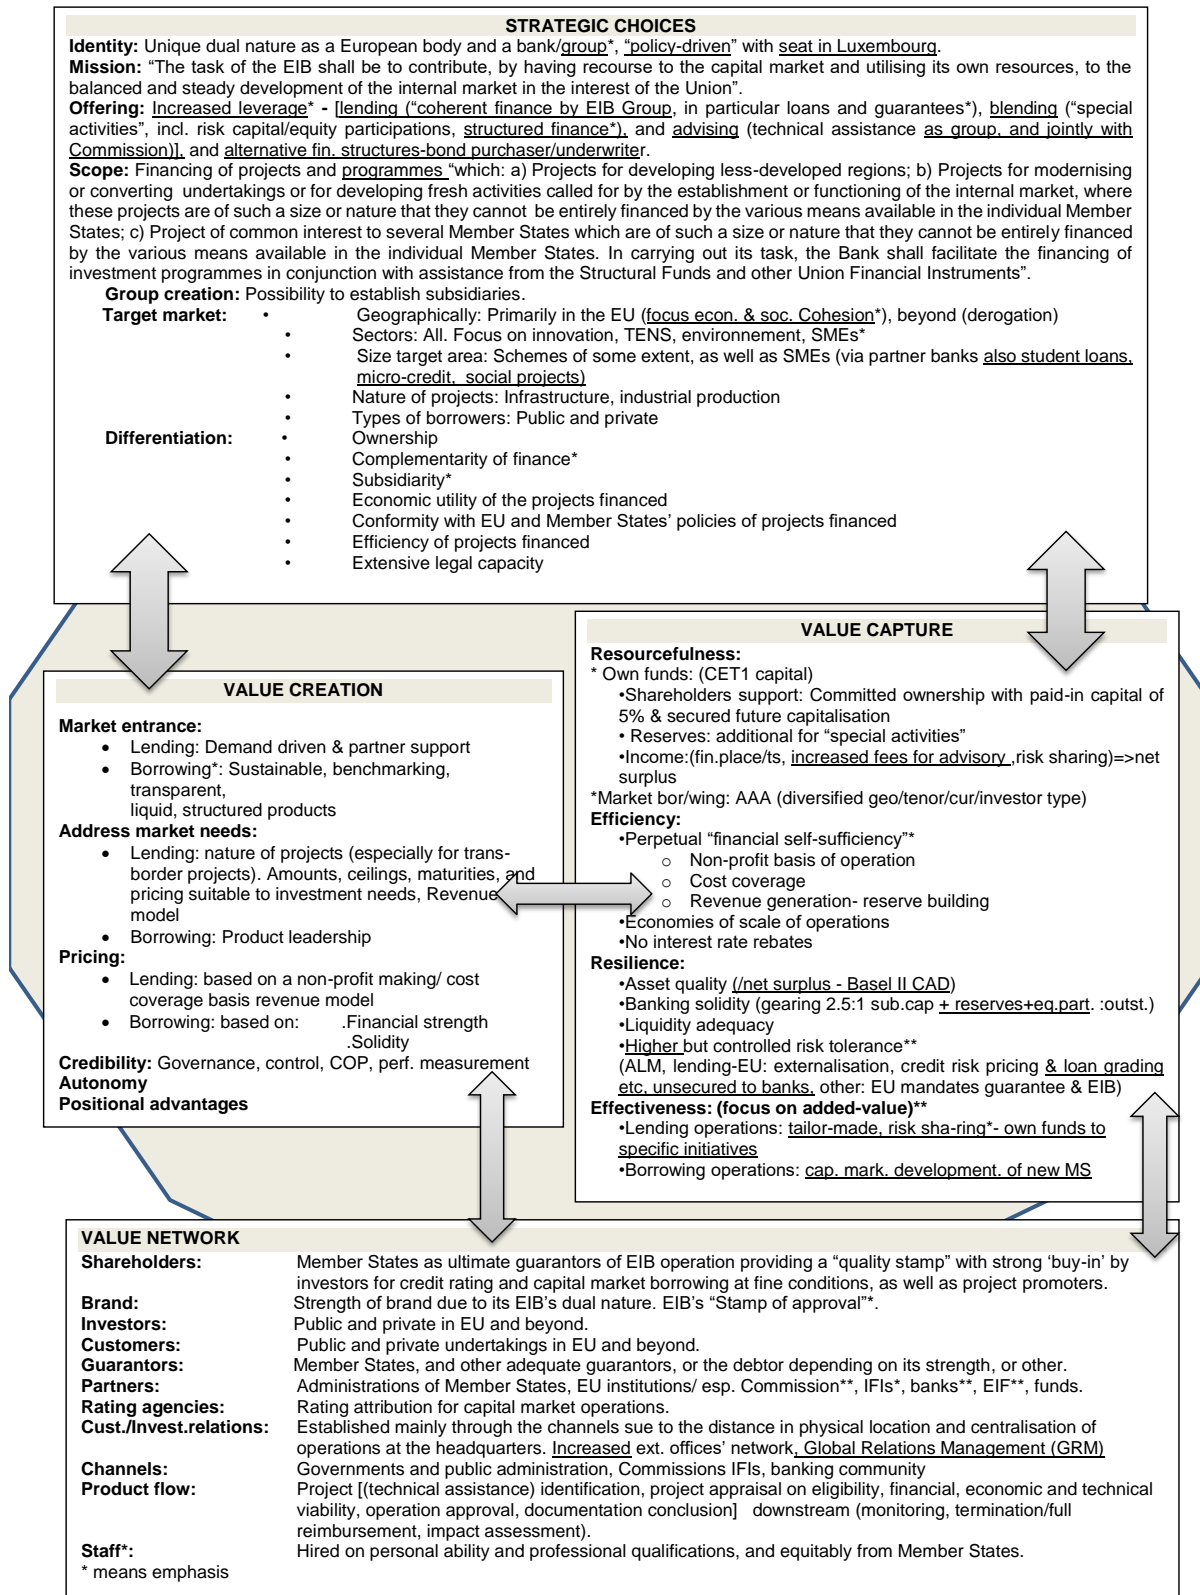 STRATEGIC CHOICES
Identity: Unique dual nature as a European body and a bank/group*, “policy-driven” with seat in Luxembourg.
Mission: “The task of the EIB shall be to contribute, by having recourse to the capital market and utilising its own resources, to the
balanced and steady development of the internal market in the interest of the Union”.
Offering: Increased leverage* - [lending (“coherent finance by EIB Group, in particular loans and guarantees*), blending (“special
activities”, incl. risk capital/equity participations, structured finance*), and advising (technical assistance as group, and jointly with
Commission)], and alternative fin. structures-bond purchaser/underwriter.
Scope: Financing of projects and programmes “which: a) Projects for developing less-developed regions; b) Projects for modernising
or converting undertakings or for developing fresh activities called for by the establishment or functioning of the internal market, where
these projects are of such a size or nature that they cannot be entirely financed by the various means available in the individual Member
States; c) Project of common interest to several Member States which are of such a size or nature that they cannot be entirely financed
by the various means available in the individual Member States. In carrying out its task, the Bank shall facilitate the financing of
investment programmes in conjunction with assistance from the Structural Funds and other Union Financial Instruments”.
Group creation: Possibility to establish subsidiaries.
Target market: • Geographically: Primarily in the EU (focus econ. & soc. Cohesion*), beyond (derogation)
• Sectors: All. Focus on innovation, TENS, environnement, SMEs*
• Size target area: Schemes of some extent, as well as SMEs (via partner banks also student loans,
micro-credit, social projects)
• Nature of projects: Infrastructure, industrial production
• Types of borrowers: Public and private
Differentiation: • Ownership
• Complementarity of finance*
• Subsidiarity*
• Economic utility of the projects financed
• Conformity with EU and Member States’ policies of projects financed
• Efficiency of projects financed
• Extensive legal capacity
VALUE CREATION
Market entrance:
• Lending: Demand driven & partner support
• Borrowing*: Sustainable, benchmarking,
transparent,
liquid, structured products
Address market needs:
• Lending: nature of projects (especially for trans-
border projects). Amounts, ceilings, maturities, and
pricing suitable to investment needs, Revenue
model
• Borrowing: Product leadership
Pricing:
• Lending: based on a non-profit making/ cost
coverage basis revenue model
• Borrowing: based on: .Financial strength
.Solidity
Credibility: Governance, control, COP, perf. measurement
Autonomy
Positional advantages
VALUE CAPTURE
Resourcefulness:
* Own funds: (CET1 capital)
•Shareholders support: Committed ownership with paid-in capital of
5% & secured future capitalisation
• Reserves: additional for “special activities”
•Income:(fin.place/ts, increased fees for advisory ,risk sharing)=>net
surplus
*Market bor/wing: AAA (diversified geo/tenor/cur/investor type)
Efficiency:
•Perpetual “financial self-sufficiency”*
o Non-profit basis of operation
o Cost coverage
o Revenue generation- reserve building
•Economies of scale of operations
•No interest rate rebates
Resilience:
•Asset quality (/net surplus - Basel II CAD)
•Banking solidity (gearing 2.5:1 sub.cap + reserves+eq.part. :outst.)
•Liquidity adequacy
•Higher but controlled risk tolerance**
(ALM, lending-EU: externalisation, credit risk pricing & loan grading
etc, unsecured to banks, other: EU mandates guarantee & EIB)
Effectiveness: (focus on added-value)**
•Lending operations: tailor-made, risk sha-ring*- own funds to
specific initiatives
•Borrowing operations: cap. mark. development. of new MS
VALUE NETWORK
Shareholders: Member States as ultimate guarantors of EIB operation providing a “quality stamp” with strong ‘buy-in’ by
investors for credit rating and capital market borrowing at fine conditions, as well as project promoters.
Brand: Strength of brand due to its EIB’s dual nature. EIB’s “Stamp of approval”*.
Investors: Public and private in EU and beyond.
Customers: Public and private undertakings in EU and beyond.
Guarantors: Member States, and other adequate guarantors, or the debtor depending on its strength, or other.
Partners: Administrations of Member States, EU institutions/ esp. Commission**, IFIs*, banks**, EIF**, funds.
Rating agencies: Rating attribution for capital market operations.
Cust./Invest.relations: Established mainly through the channels sue to the distance in physical location and centralisation of
operations at the headquarters. Increased ext. offices’ network, Global Relations Management (GRM)
Channels: Governments and public administration, Commissions IFIs, banking community
Product flow: Project [(technical assistance) identification, project appraisal on eligibility, financial, economic and technical
viability, operation approval, documentation conclusion] downstream (monitoring, termination/full
reimbursement, impact assessment).
Staff*: Hired on personal ability and professional qualifications, and equitably from Member States.
* means emphasis